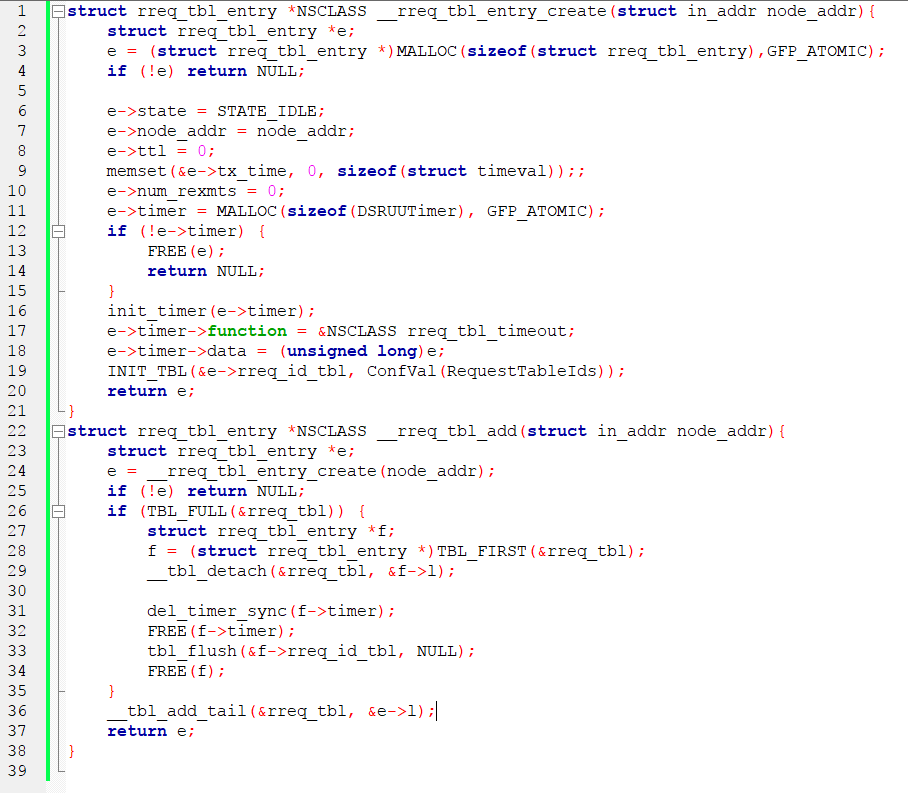 1 struct rreq_tbl_entry *NSCLASS __rreq_tbl_entry_create(struct in_addr node_addr){
2     struct rreq_tbl_entry *e;
3     e = (struct rreq_tbl_entry *)MALLOC(sizeof(struct rreq_tbl_entry),GFP_ATOMIC);
4     if (!e) return NULL;
5
6     e->state = STATE_IDLE;
7     e->node_addr = node_addr;
8     e->ttl = 0;
9     memset(&e->tx_time, 0, sizeof(struct timeval));;
10     e->num_rexmts = 0;
11     e->timer = MALLOC(sizeof(DSRUUTimer), GFP_ATOMIC);
12     if (!e->timer) {
13         FREE(e);
14         return NULL;
15     }
16     init_timer(e->timer);
17     e->timer->function = &NSCLASS rreq_tbl_timeout;
18     e->timer->data = (unsigned long)e;
19     INIT_TBL(&e->rreq_id_tbl, ConfVal(RequestTableIds));
20     return e;
21 }
22 struct rreq_tbl_entry *NSCLASS __rreq_tbl_add(struct in_addr node_addr){
23     struct rreq_tbl_entry *e;
24     e = __rreq_tbl_entry_create(node_addr);
25     if (!e) return NULL;
26     if (TBL_FULL(&rreq_tbl)) {
27         struct rreq_tbl_entry *f;
28         f = (struct rreq_tbl_entry *)TBL_FIRST(&rreq_tbl);
29         __tbl_detach(&rreq_tbl, &f->l);
30
31         del_timer_sync(f->timer);
32         FREE(f->timer);
33         tbl_flush(&f->rreq_id_tbl, NULL);
34         FREE(f);
35     }
36     __tbl_add_tail(&rreq_tbl, &e->l);
37     return e;
38 }
39